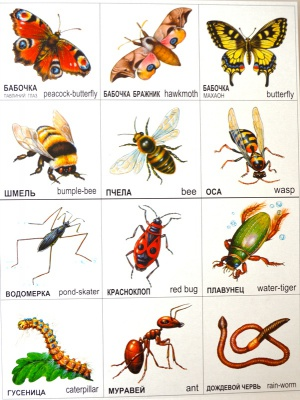 БАБОЧКА
ПАВЛИНИЙ ГЛАЗ peacock-butterfly
БАБОЧКА БРАЖНИК hawkmoth
БАБОЧКА
МАХАОН butterfly
ШМЕЛЬ bumple-bee
ПЧЕЛА bee
ОСА wasp
ВОДОМЕРКА pond-skater
КРАСНОКЛОП red bug
ПЛАВУНЕЦ water-tiger
ГУСЕНИЦА caterpillar
МУРАВЕЙ ant
ДОЖДЕВОЙ ЧЕРВЬ rain-worm